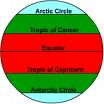 Arctic Circle
Tropic of Cancer
Equator
Tropic of Capricorn
Antarctic Circle